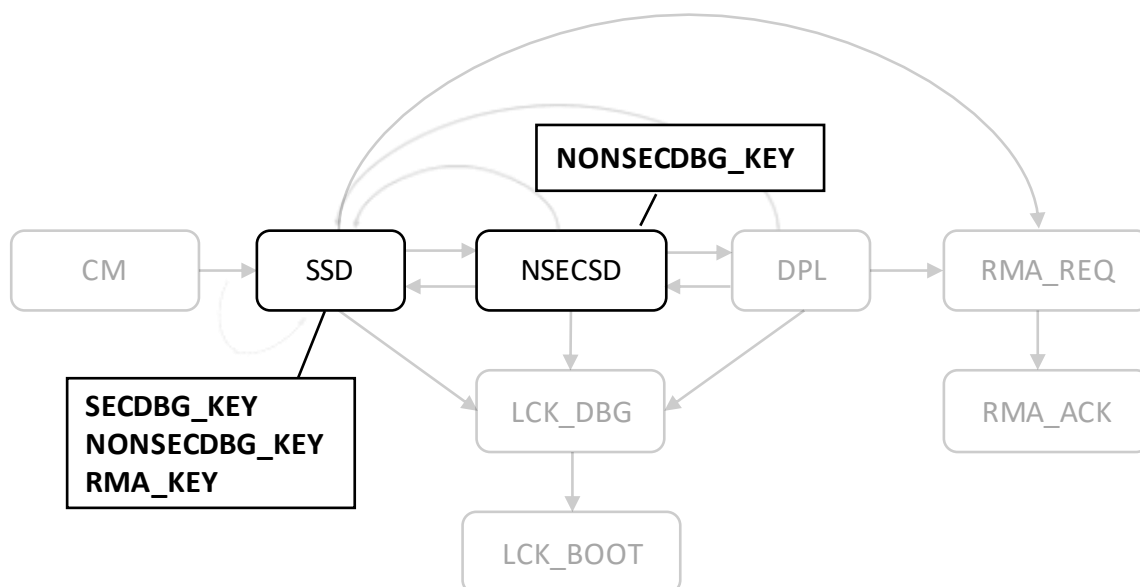 NONSECDBG_KEY
CM
SSD
NSECSD
DPL
RMA_REQ
SECDBG_KEY
NONSECDBG_KEY
RMA_KEY
LCK_DBG
RMA_ACK
LCK_BOOT